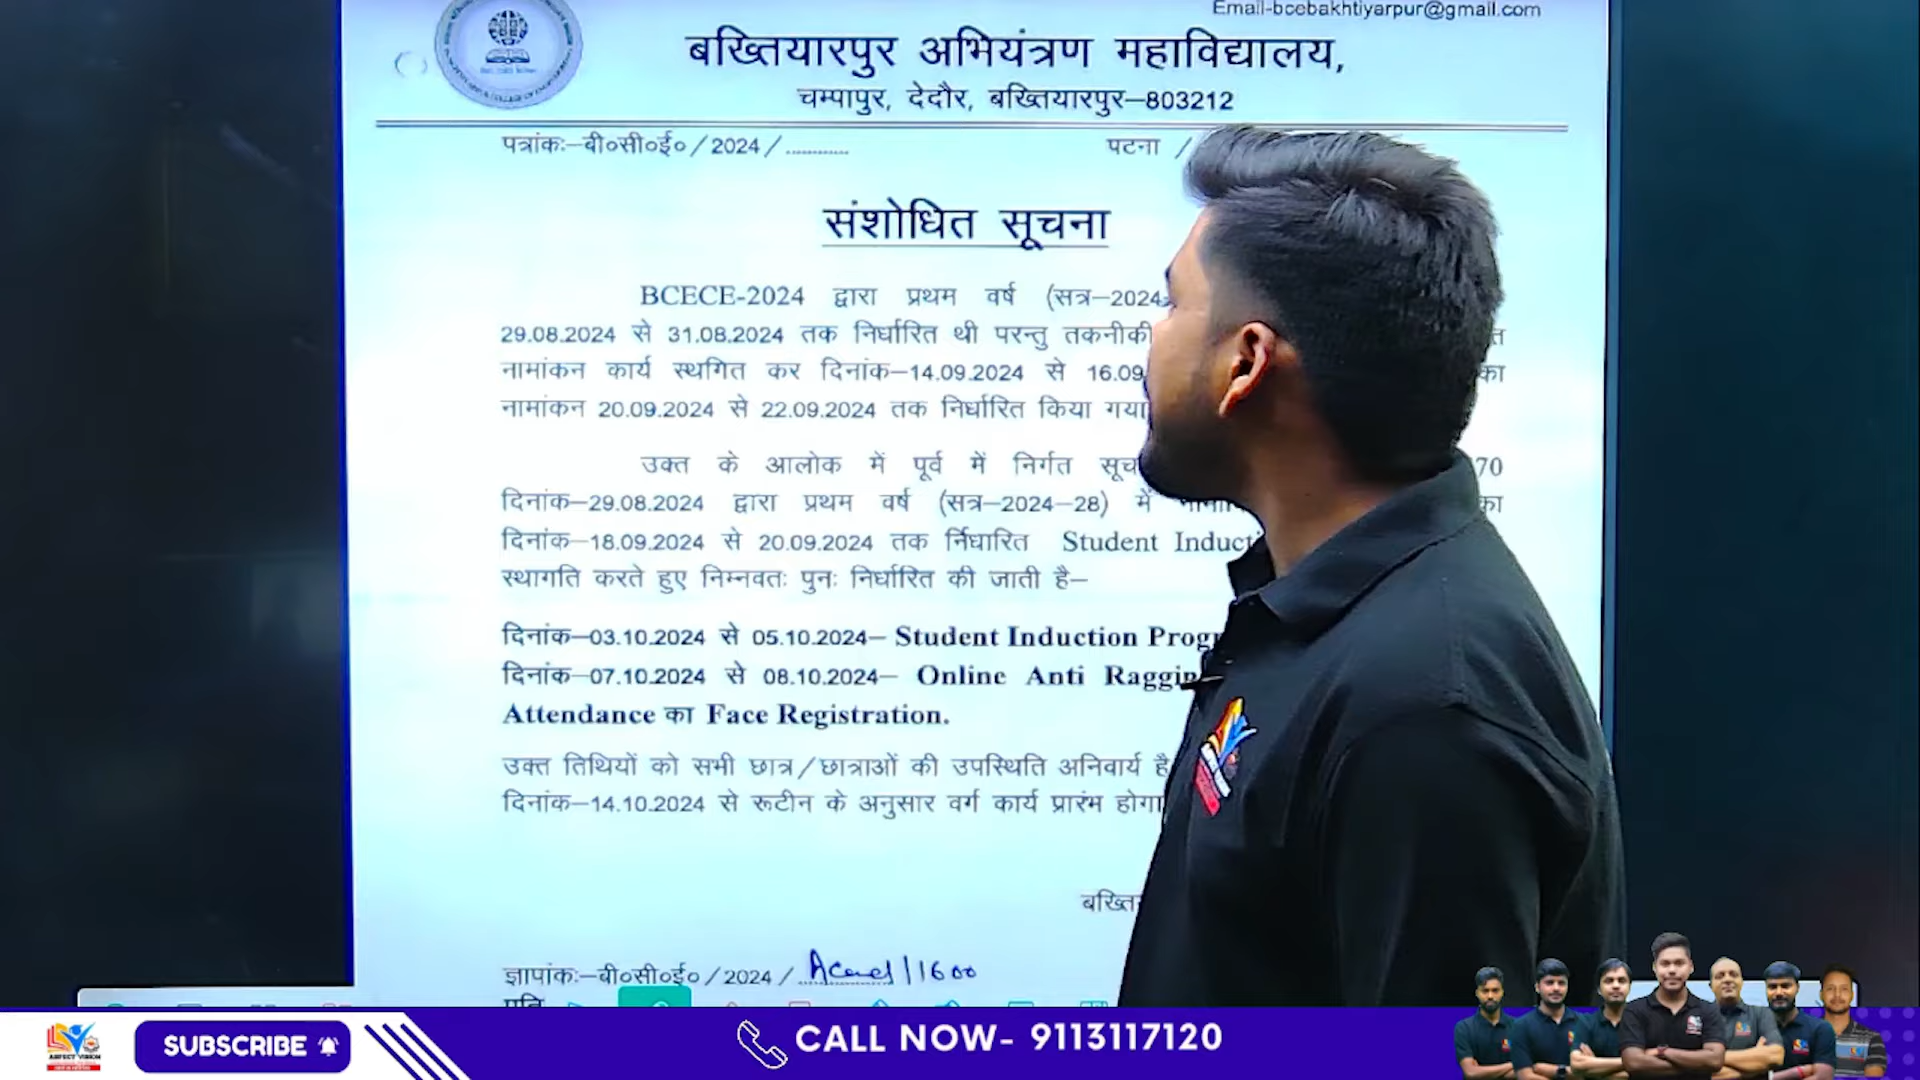 Email-bcebakhtiyarpur@gmail.com
बख्तियारपुर अभियंत्रण महाविद्यालय,
चम्पापुर, देदौर, बख्तियारपुर–803212
पत्रांकः–बी०सी०ई०/2024/............ पटना /
संशोधित सूचना
BCECE-2024 द्वारा प्रथम वर्ष (सत्र–2024
29.08.2024 से 31.08.2024 तक निर्धारित थी परन्तु तकनीकी त
नामांकन कार्य स्थगित कर दिनांक–14.09.2024 से 16.09 का
नामांकन 20.09.2024 से 22.09.2024 तक निर्धारित किया गया
उक्त के आलोक में पूर्व में निर्गत सूच 70
दिनांक–29.08.2024 द्वारा प्रथम वर्ष (सत्र–2024–28) में का
दिनांक–18.09.2024 से 20.09.2024 तक र्निधारित Student Inducti
स्थागति करते हुए निम्नवतः पुनः निर्धारित की जाती है–
दिनांक–03.10.2024 से 05.10.2024– Student Induction Progr
दिनांक–07.10.2024 से 08.10.2024– Online Anti Raggin
Attendance का Face Registration.
उक्त तिथियों को सभी छात्र/छात्राओं की उपस्थिति अनिवार्य है
दिनांक–14.10.2024 से रूटीन के अनुसार वर्ग कार्य प्रारंम होगा
बख्ति
ज्ञापांकः–बी०सी०ई०/2024/ 1600
SUBSCRIBE
CALL NOW- 9113117120